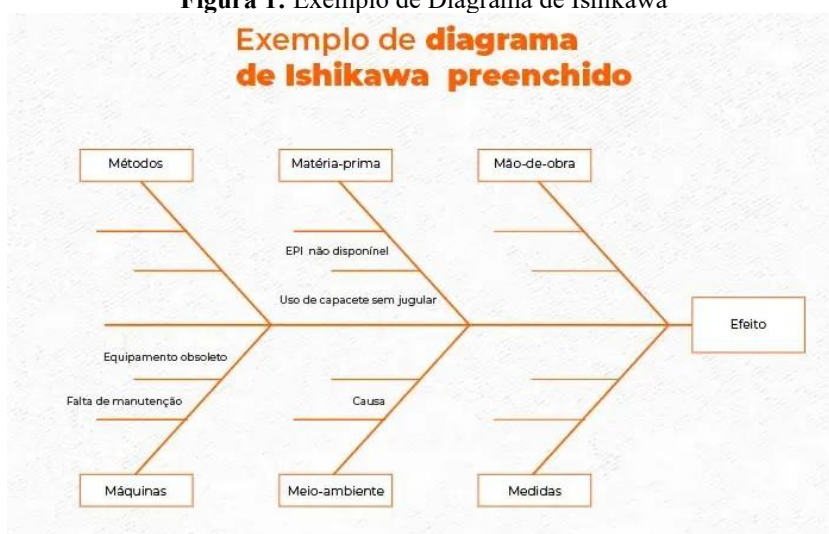 Figura 1. Exemplo de Diagrama de Ishikawa
Exemplo de diagrama
de Ishikawa preenchido
Métodos
Matéria-prima
Mão-de-obra
EPI não disponínel
Uso de capacete sem jugular
Efeito
Equipamento obsoleto
Falta de manutenção
Causa
Máquinas
Meio-ambiente
Medidas